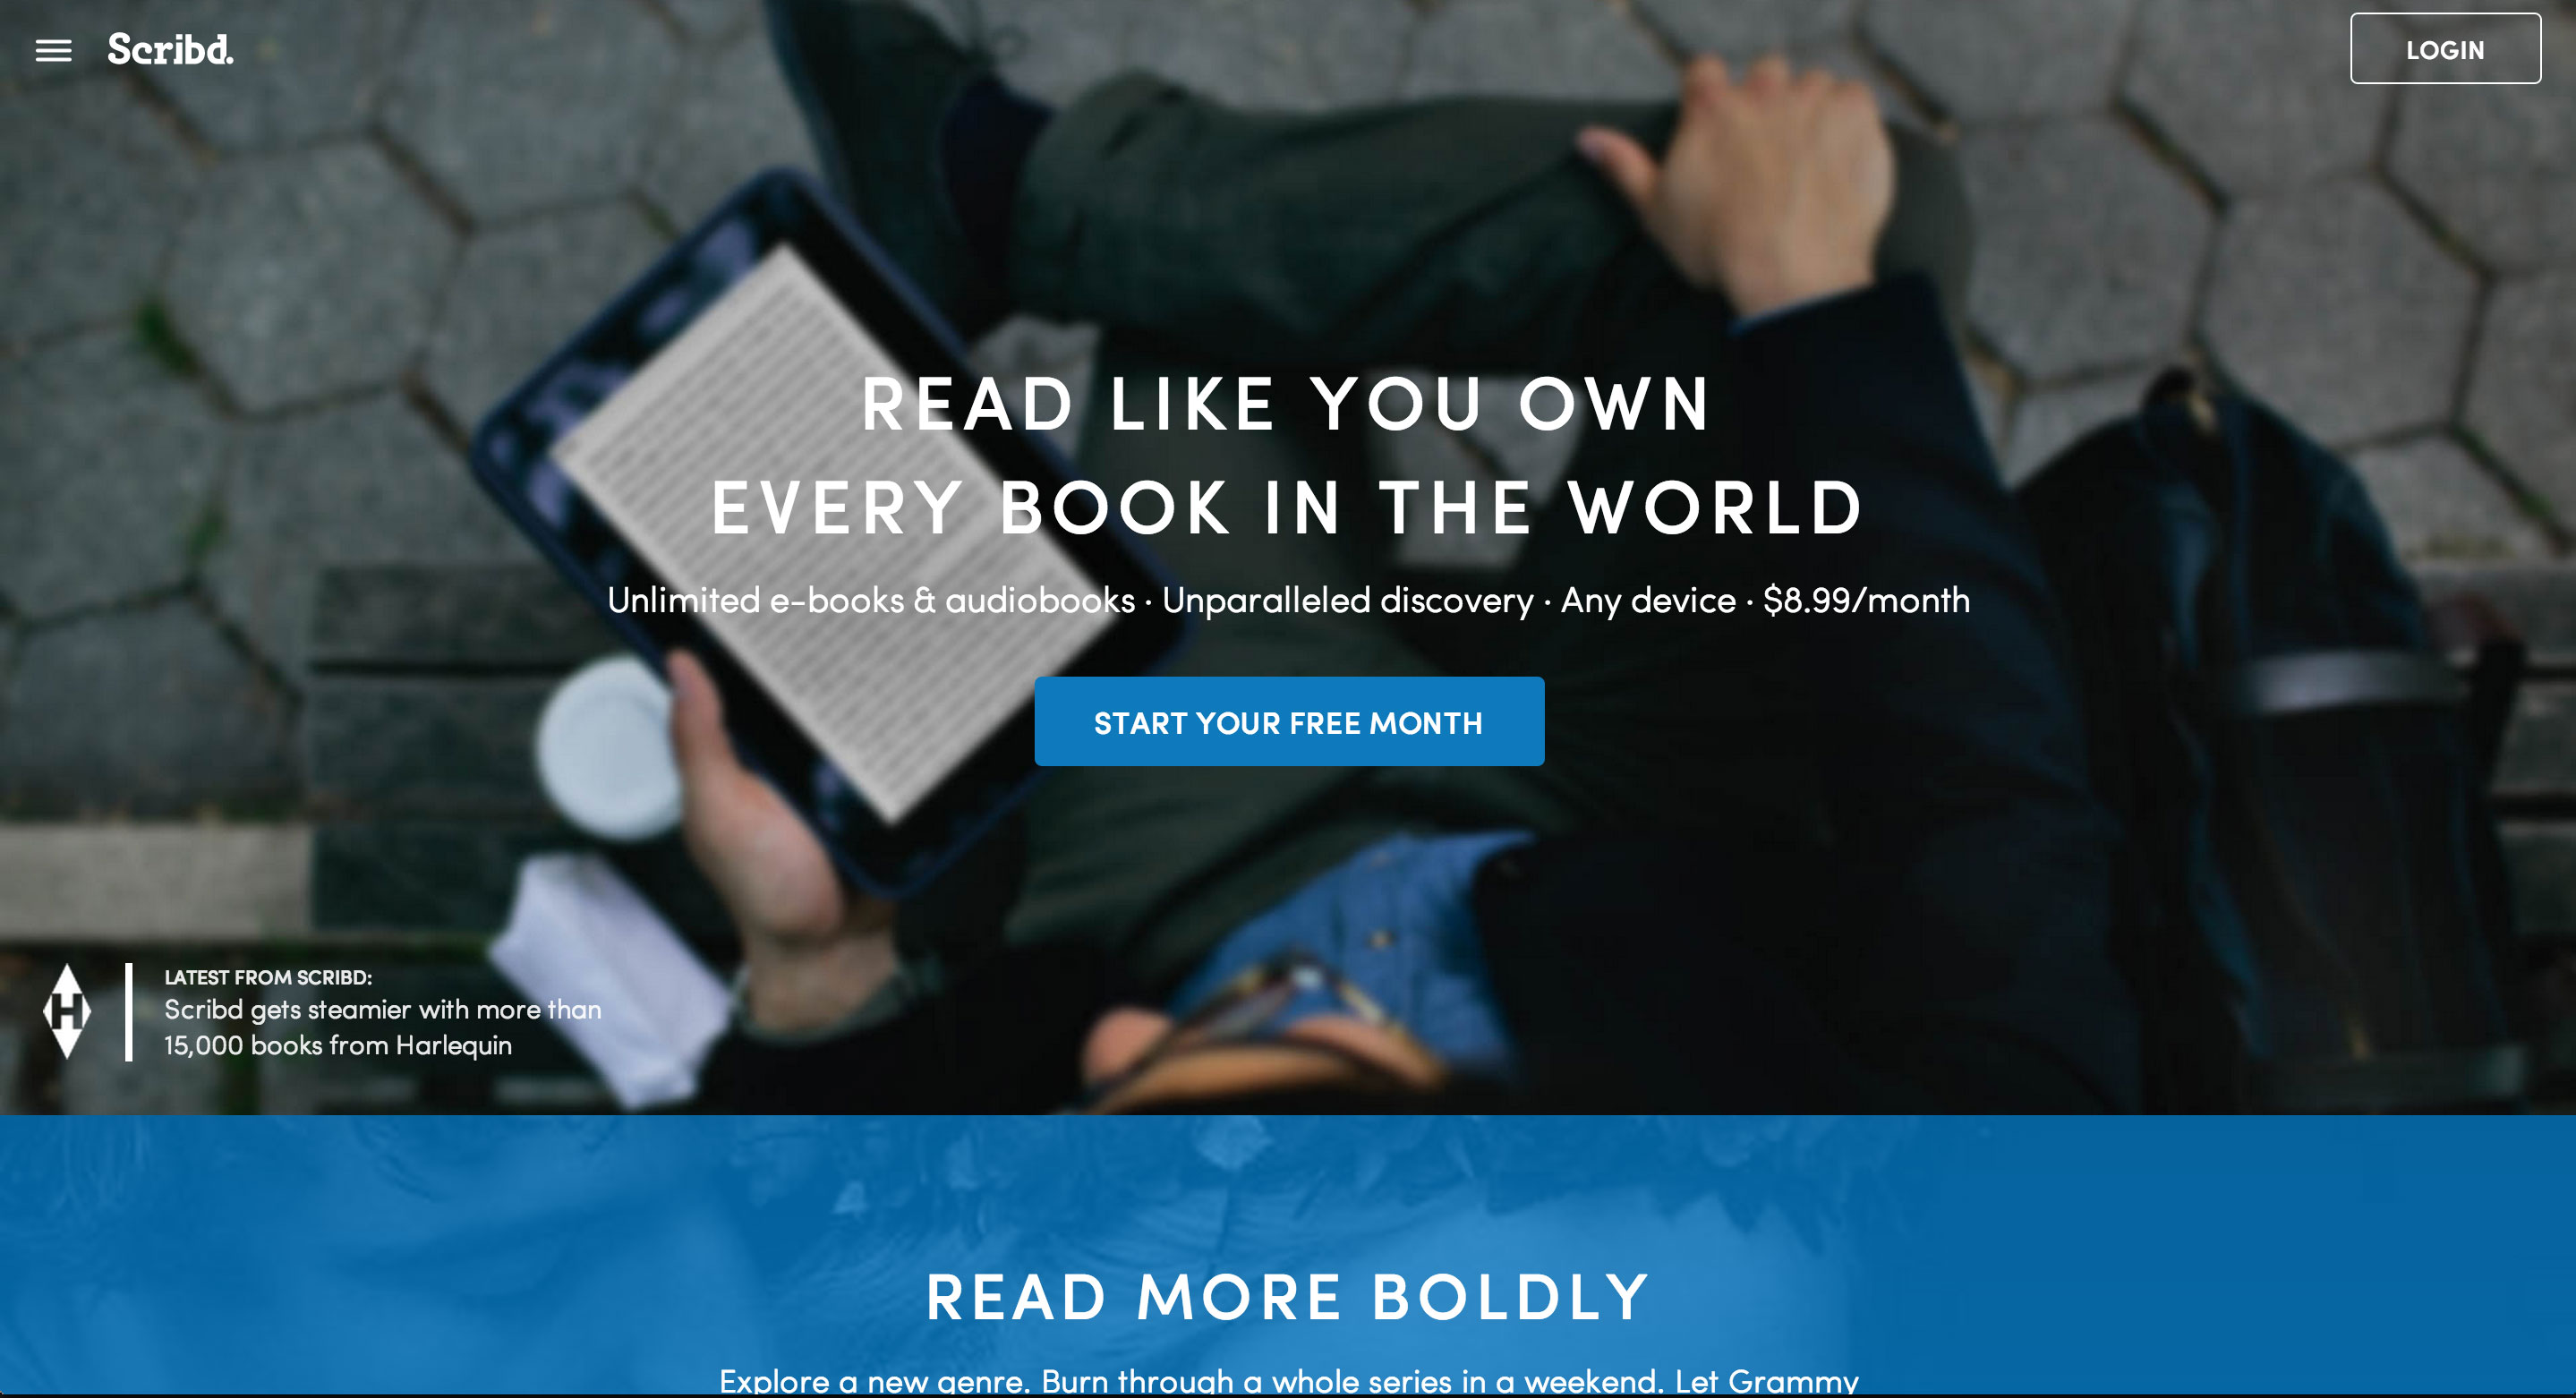 Scribd.
LOGIN
READ LIKE YOU OWN
EVERY BOOK IN THE WORLD
Unlimited e-books & audiobooks · Unparalleled discovery · Any device · $8.99/month
START YOUR FREE MONTH
H
LATEST FROM SCRIBD:
Scribd gets steamier with more than
15,000 books from Harlequin
READ MORE BOLDLY
Explore a new genre. Burn through a whole series in a weekend. Let Grammy